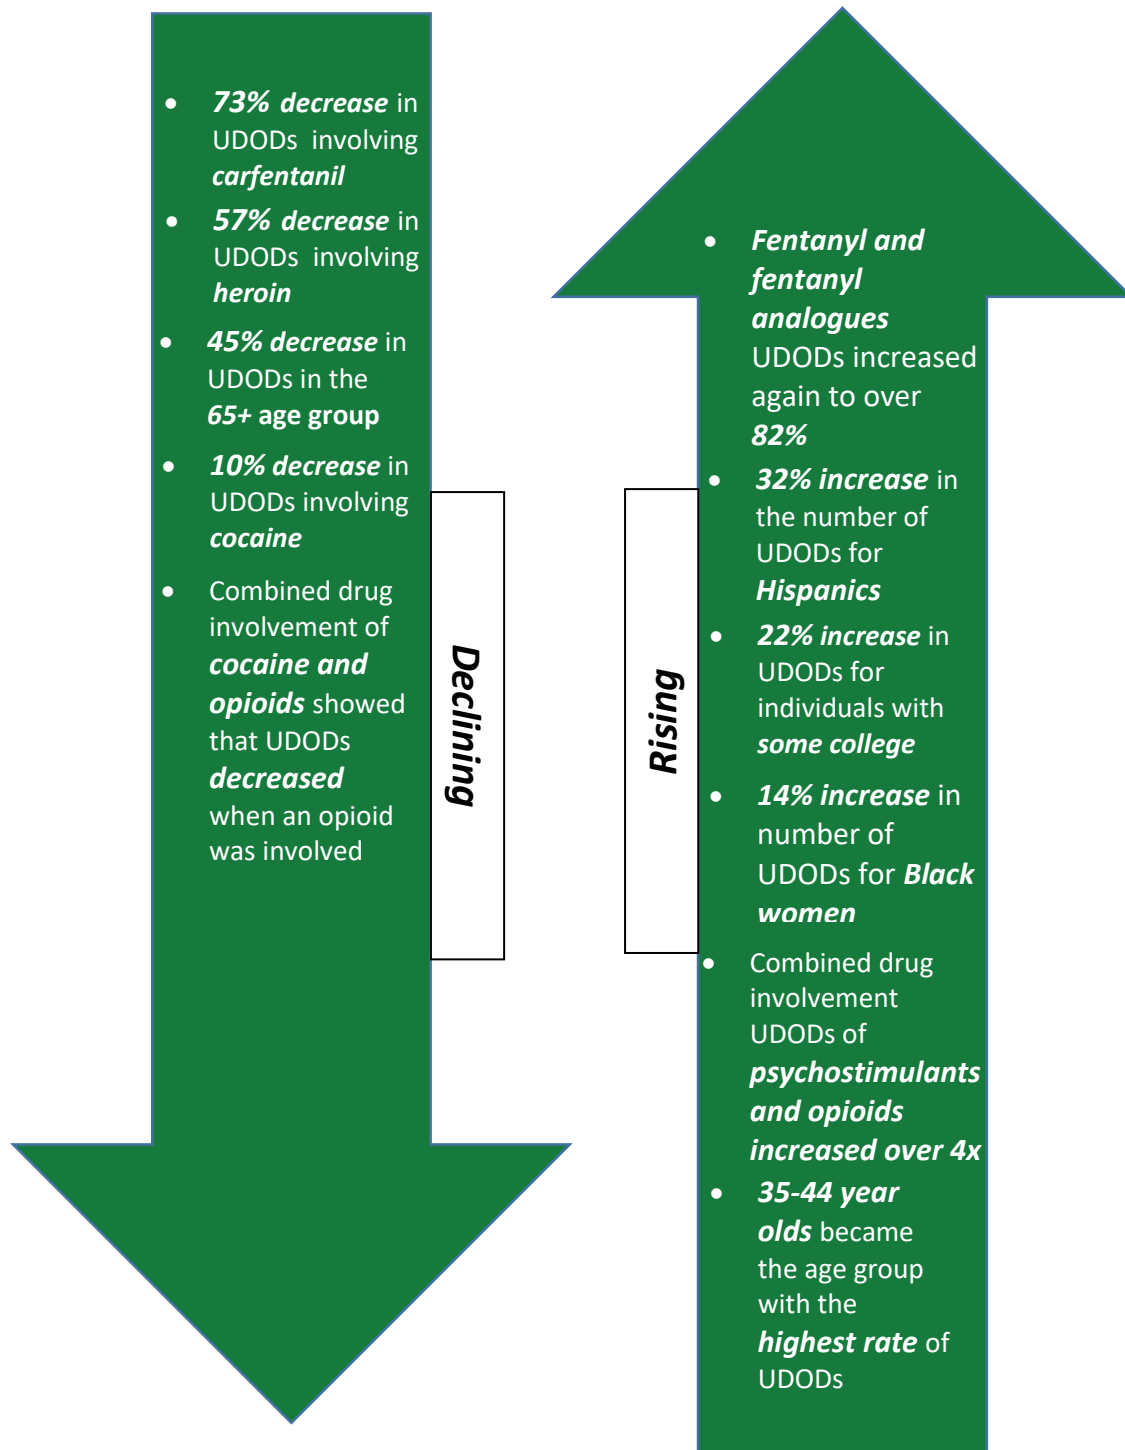 • 73% decrease in
UDODs involving
carfentanil
• 57% decrease in
UDODs involving
heroin
• 45% decrease in
UDODs in the
65+ age group
• 10% decrease in
UDODs involving
cocaine
• Combined drug
involvement of
cocaine and
opioids showed
that UDODs
decreased
when an opioid
was involved
Declining
Rising
• Fentanyl and
fentanyl
analogues
UDODs increased
again to over
82%
• 32% increase in
the number of
UDODs for
Hispanics
• 22% increase in
UDODs for
individuals with
some college
• 14% increase in
number of
UDODs for Black
women
• Combined drug
involvement
UDODs of
psychostimulants
and opioids
increased over 4x
• 35-44 year
olds became
the age group
with the
highest rate of
UDODs